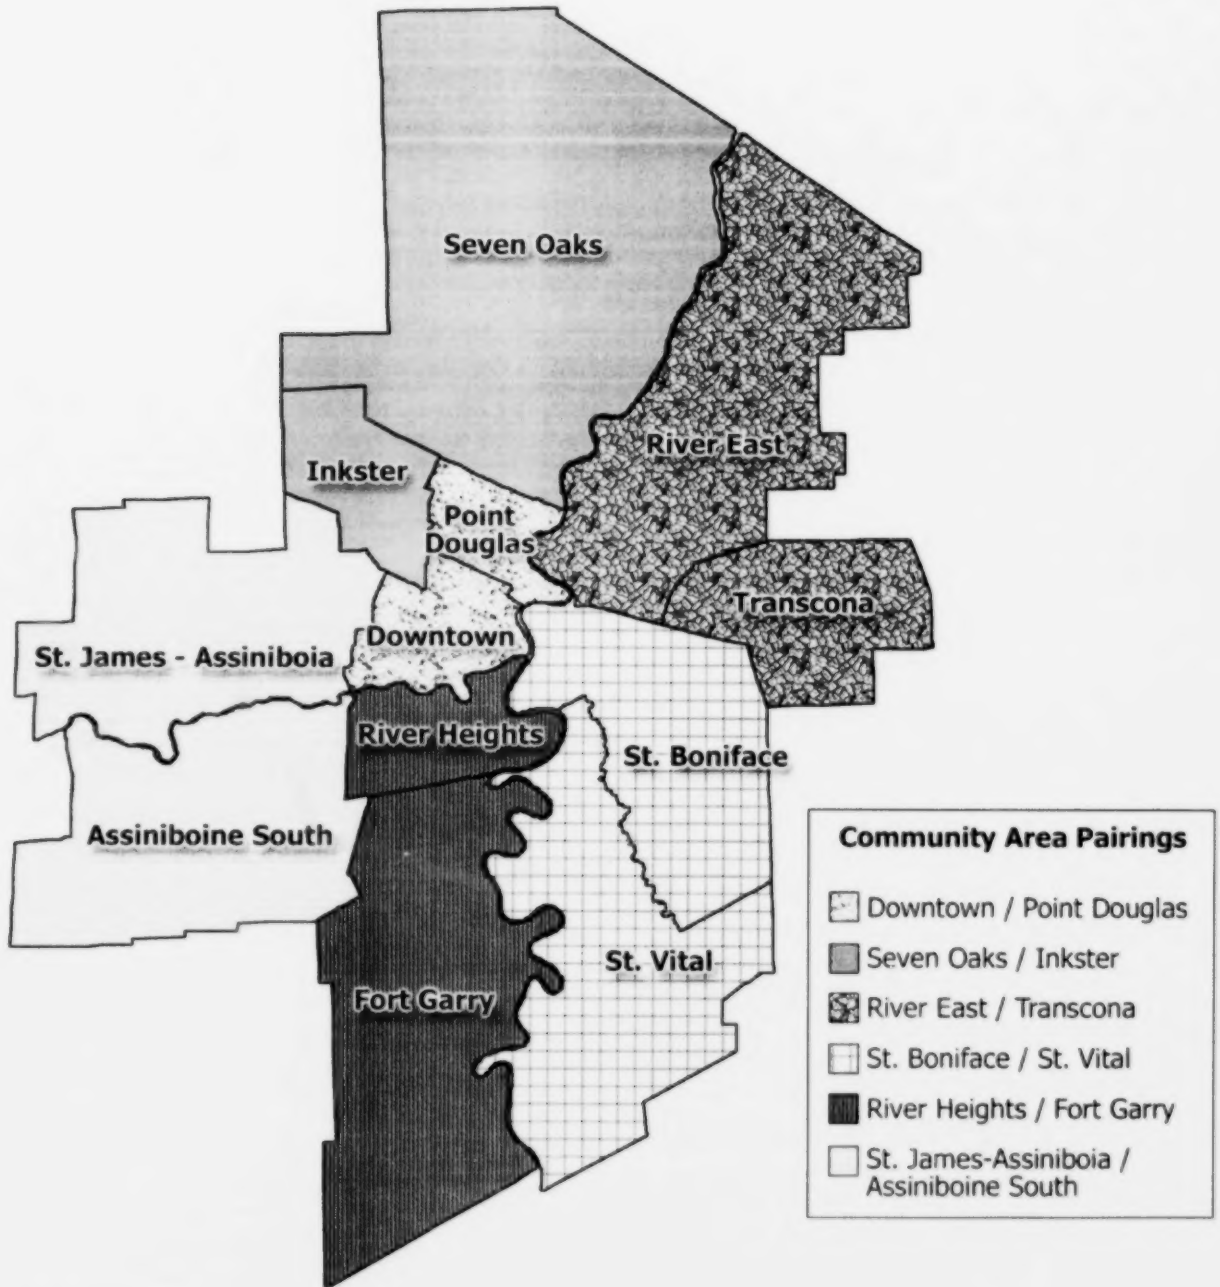 Seven Oaks
River East
Inkster
Point
Douglas
Transcona
Downtown
St. James - Assiniboia
River Heights
St. Boniface
Assiniboine South
St. Vital
Fort Garry
Community Area Pairings
Downtown / Point Douglas
Seven Oaks / Inkster
River East / Transcona
St. Boniface / St. Vital
River Heights / Fort Garry
St. James-Assiniboia /
Assiniboine South